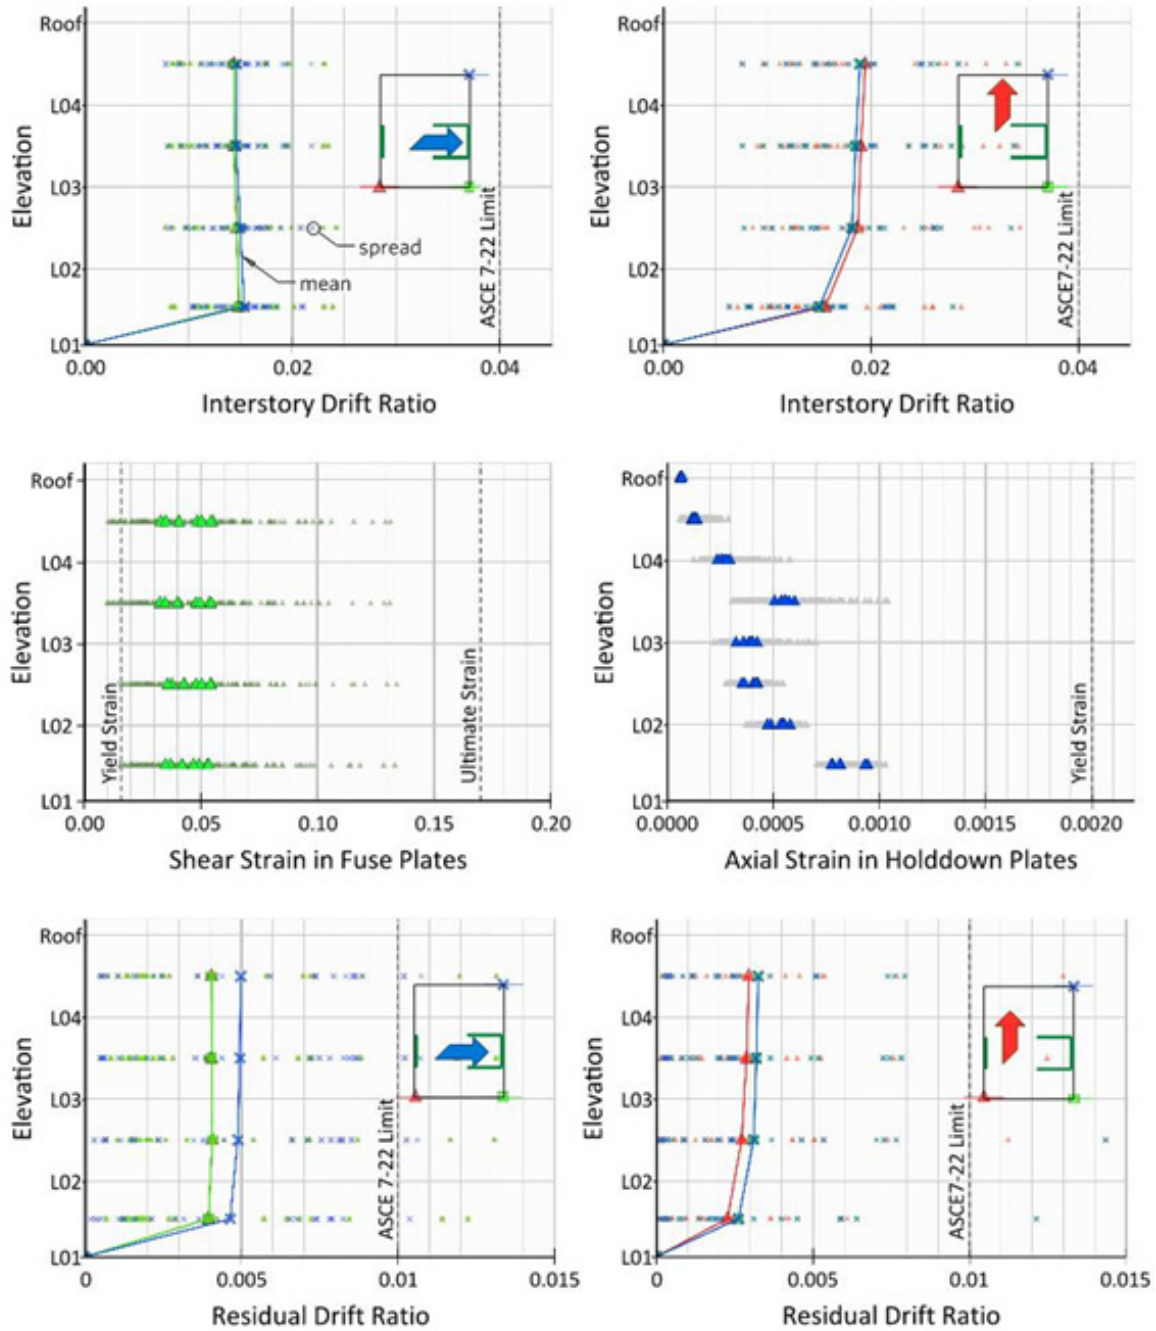 Roof
L04
L03
L02
L01
Elevation
spread
mean
ASCE 7-22 Limit
0.00 0.02 0.04
Interstory Drift Ratio
Roof
L04
L03
L02
L01
Elevation
ASCE7-22 Limit
0.00 0.02 0.04
Interstory Drift Ratio
Roof
L04
L03
L02
L01
Elevation
Yield Strain
Ultimate Strain
0.00 0.05 0.10 0.15 0.20
Shear Strain in Fuse Plates
Roof
L04
L03
L02
L01
Elevation
Yield Strain
0.0000 0.0005 0.0010 0.0015 0.0020
Axial Strain in Holddown Plates
Roof
L04
L03
L02
L01
Elevation
ASCE 7-22 Limit
0 0.005 0.01 0.015
Residual Drift Ratio
Roof
L04
L03
L02
L01
Elevation
ASCE7-22 Limit
0 0.005 0.01 0.015
Residual Drift Ratio